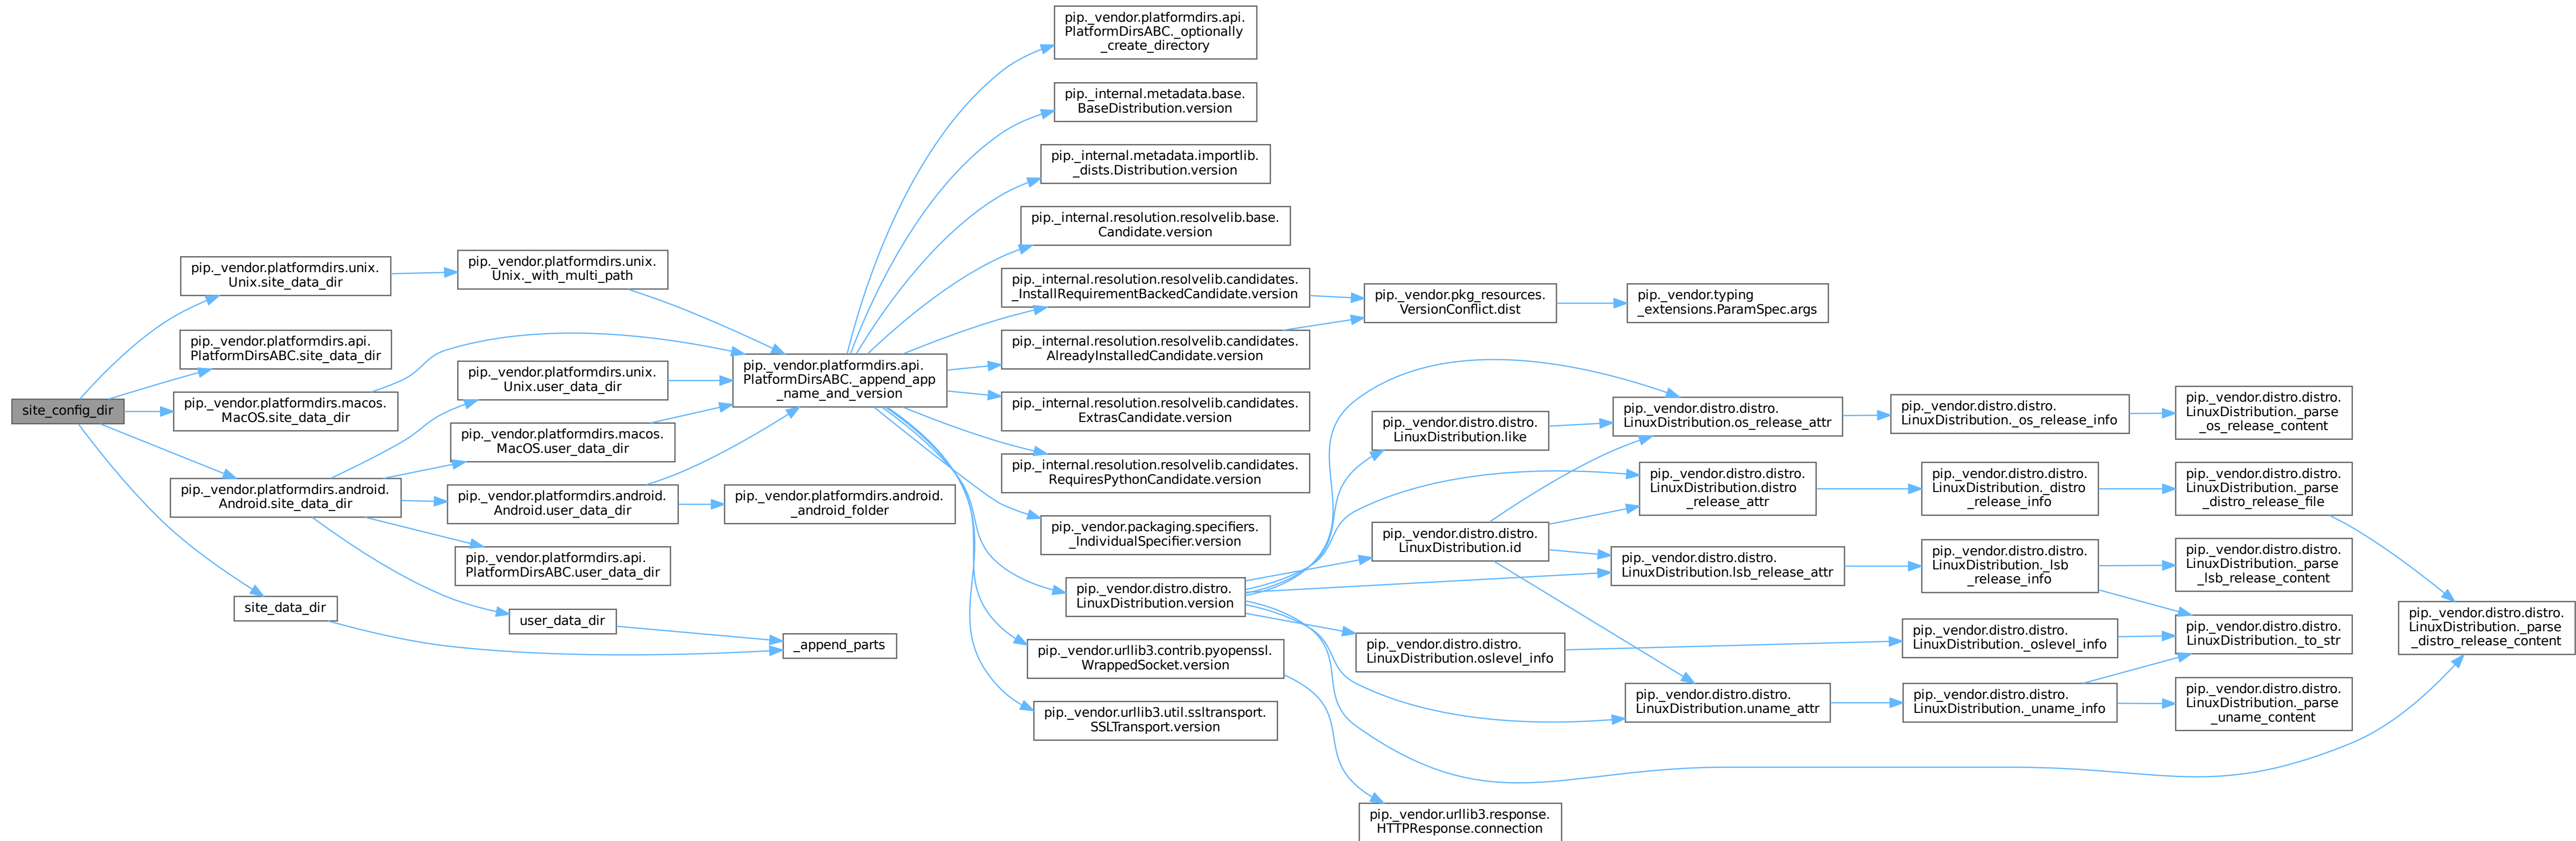 site_config_dir
pip._vendor.platformdirs.unix.
Unix.site_data_dir
pip._vendor.platformdirs.api.
PlatformDirsABC.site_data_dir
pip._vendor.platformdirs.macos.
MacOS.site_data_dir
pip._vendor.platformdirs.android.
Android.site_data_dir
site_data_dir
pip._vendor.platformdirs.unix.
Unix._with_multi_path
pip._vendor.platformdirs.unix.
Unix.user_data_dir
pip._vendor.platformdirs.macos.
MacOS.user_data_dir
pip._vendor.platformdirs.android.
Android.user_data_dir
pip._vendor.platformdirs.api.
PlatformDirsABC.user_data_dir
user_data_dir
pip._vendor.platformdirs.api.
PlatformDirsABC._append_app
_name_and_version
pip._vendor.platformdirs.android.
_android_folder
_append_parts
pip._vendor.platformdirs.api.
PlatformDirsABC._optionally
_create_directory
pip._internal.metadata.base.
BaseDistribution.version
pip._internal.metadata.importlib.
_dists.Distribution.version
pip._internal.resolution.resolvelib.base.
Candidate.version
pip._internal.resolution.resolvelib.candidates.
_InstallRequirementBackedCandidate.version
pip._internal.resolution.resolvelib.candidates.
AlreadyInstalledCandidate.version
pip._internal.resolution.resolvelib.candidates.
ExtrasCandidate.version
pip._internal.resolution.resolvelib.candidates.
RequiresPythonCandidate.version
pip._vendor.packaging.specifiers.
_IndividualSpecifier.version
pip._vendor.distro.distro.
LinuxDistribution.version
pip._vendor.urllib3.contrib.pyopenssl.
WrappedSocket.version
pip._vendor.urllib3.util.ssltransport.
SSLTransport.version
pip._vendor.pkg_resources.
VersionConflict.dist
pip._vendor.distro.distro.
LinuxDistribution.like
pip._vendor.distro.distro.
LinuxDistribution.id
pip._vendor.distro.distro.
LinuxDistribution.oslevel_info
pip._vendor.urllib3.response.
HTTPResponse.connection
pip._vendor.typing
_extensions.ParamSpec.args
pip._vendor.distro.distro.
LinuxDistribution.os_release_attr
pip._vendor.distro.distro.
LinuxDistribution.distro
_release_attr
pip._vendor.distro.distro.
LinuxDistribution.lsb_release_attr
pip._vendor.distro.distro.
LinuxDistribution.uname_attr
pip._vendor.distro.distro.
LinuxDistribution._os_release_info
pip._vendor.distro.distro.
LinuxDistribution._distro
_release_info
pip._vendor.distro.distro.
LinuxDistribution._lsb
_release_info
pip._vendor.distro.distro.
LinuxDistribution._oslevel_info
pip._vendor.distro.distro.
LinuxDistribution._uname_info
pip._vendor.distro.distro.
LinuxDistribution._parse
_os_release_content
pip._vendor.distro.distro.
LinuxDistribution._parse
_distro_release_file
pip._vendor.distro.distro.
LinuxDistribution._parse
_lsb_release_content
pip._vendor.distro.distro.
LinuxDistribution._to_str
pip._vendor.distro.distro.
LinuxDistribution._parse
_uname_content
pip._vendor.distro.distro.
LinuxDistribution._parse
_distro_release_content